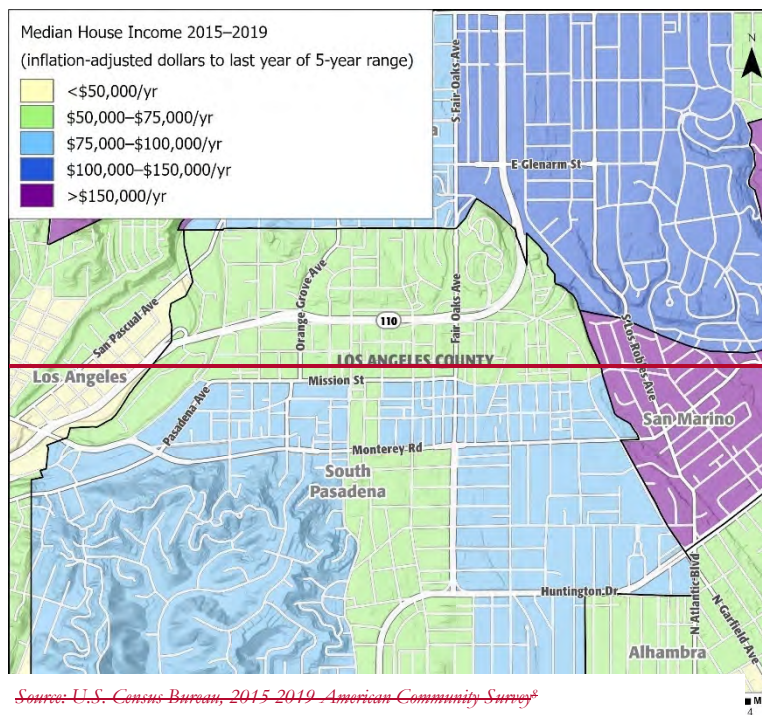 Median House Income 2015–2019
(inflation-adjusted dollars to last year of 5-year range)
<$50,000/yr
$50,000–$75,000/yr
$75,000–$100,000/yr
$100,000–$150,000/yr
>$150,000/yr
S Fair Oaks Ave
N
a
E Glenarm St
Orange Grove Ave
Fair Oaks Ave
San Pascual Ave
110
S Los Robles Ave
LOS ANGELES COUNTY
Los Angeles
Mission St
Pasadena Ave
San Marino
Monterey Rd
South
Pasadena
Huntington Dr
N Atlantic Blvd
N Garfield Ave
Alhambra
Source: U.S. Census Bureau, 2015-2019 American Community Survey8
M
4